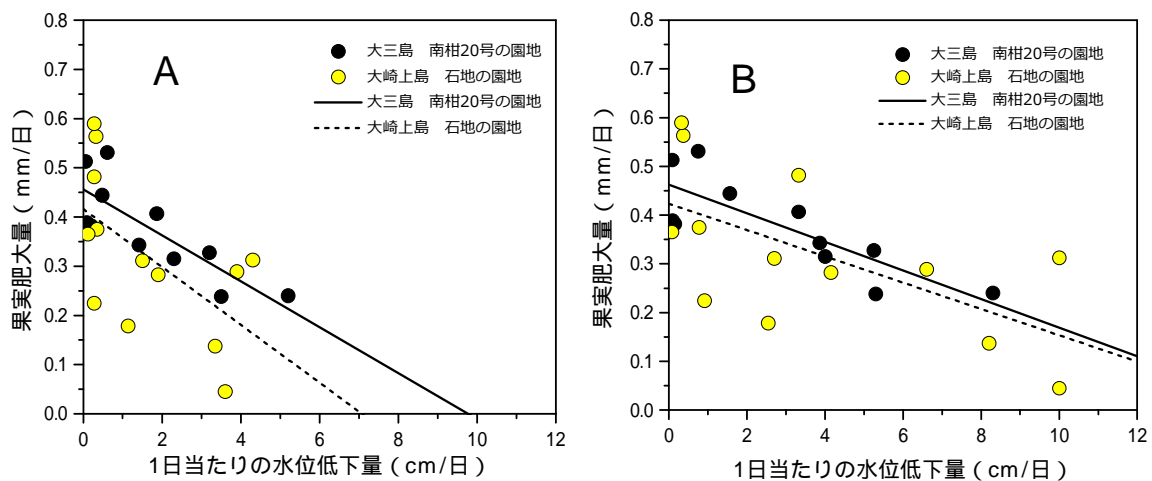 A
大三島　南柑20号の園地
大崎上島　石地の園地
大三島　南柑20号の園地
大崎上島　石地の園地
果実肥大量（mm/日）
0.8
0.7
0.6
0.5
0.4
0.3
0.2
0.1
0.0
0 2 4 6 8 10 12
1日当たりの水位低下量（cm/日）
B
大三島　南柑20号の園地
大崎上島　石地の園地
大三島　南柑20号の園地
大崎上島　石地の園地
果実肥大量（mm/日）
0.8
0.7
0.6
0.5
0.4
0.3
0.2
0.1
0.0
0 2 4 6 8 10 12
1日当たりの水位低下量（cm/日）